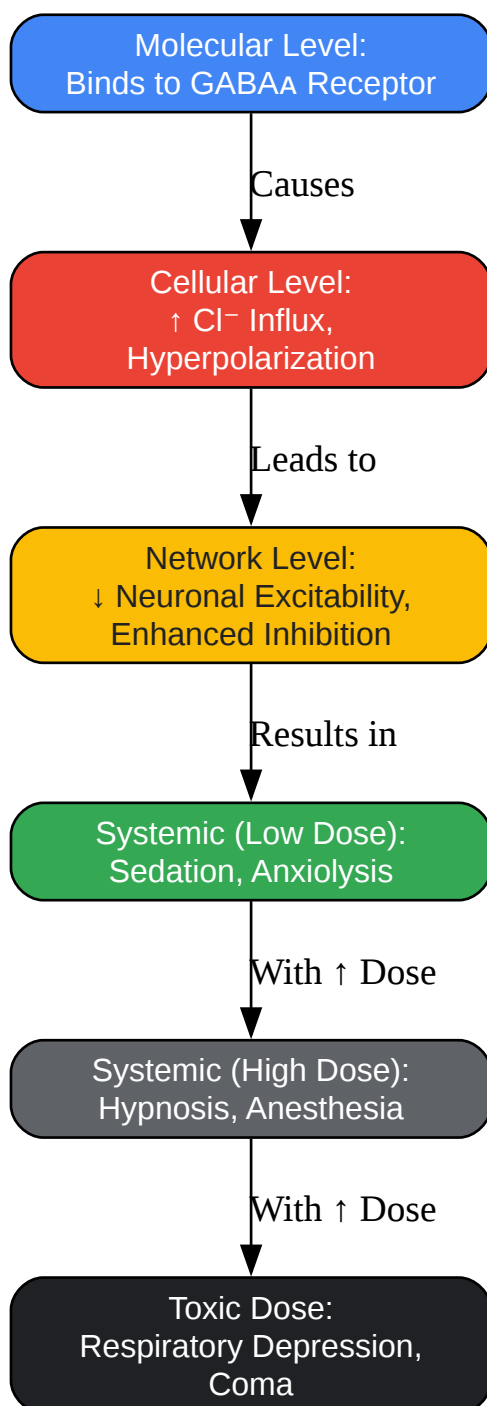 Molecular Level:
Binds to GABAᴀ Receptor
Causes
Cellular Level:
↑ Cl⁻ Influx,
Hyperpolarization
Leads to
Network Level:
↓ Neuronal Excitability,
Enhanced Inhibition
Results in
Systemic (Low Dose):
Sedation, Anxiolysis
With ↑ Dose
Systemic (High Dose):
Hypnosis, Anesthesia
With ↑ Dose
Toxic Dose:
Respiratory Depression,
Coma